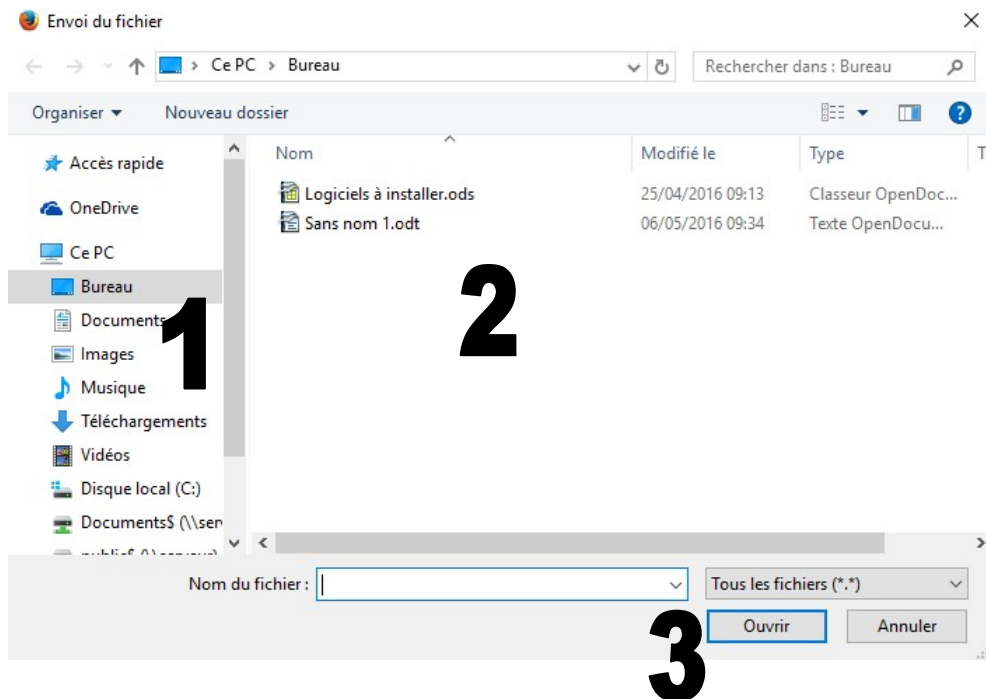 Envoi du fichier
Ce PC > Bureau
Rechercher dans : Bureau
Organiser
Nouveau dossier
?
Nom
Modifié le
Type
T
Accès rapide
OneDrive
Ce PC
Bureau
Documents
Images
Musique
Téléchargements
Vidéos
Disque local (C:)
Documents$ (\\ser
Logiciels à installer.ods
25/04/2016 09:13
Classeur OpenDoc...
Sans nom 1.odt
06/05/2016 09:34
Texte OpenDocu...
1
2
Nom du fichier :
Tous les fichiers (*.*)
3
Ouvrir
Annuler